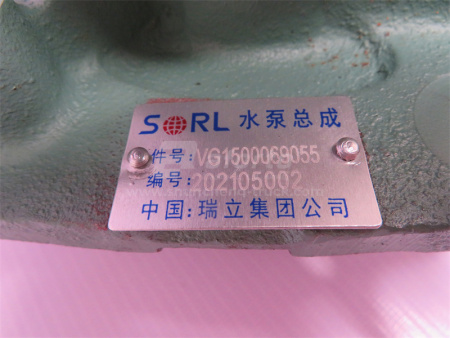 SORL 水泵总成
件号: VG1500069055
编号: 202105002
中国: 瑞立集团公司